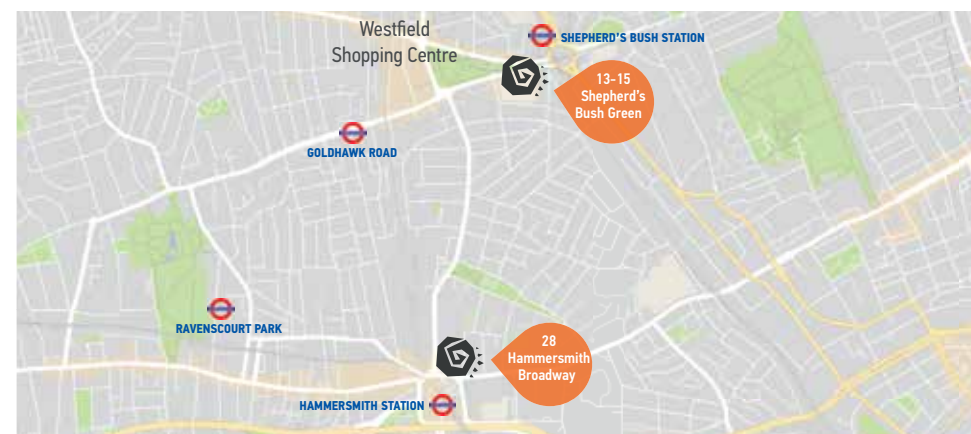 Westfield
Shopping Centre
SHEPHERD'S BUSH STATION
13-15
Shepherd's
Bush Green
GOLDHAWK ROAD
RAVENSCOURT PARK
28
Hammersmith
Broadway
HAMMERSMITH STATION